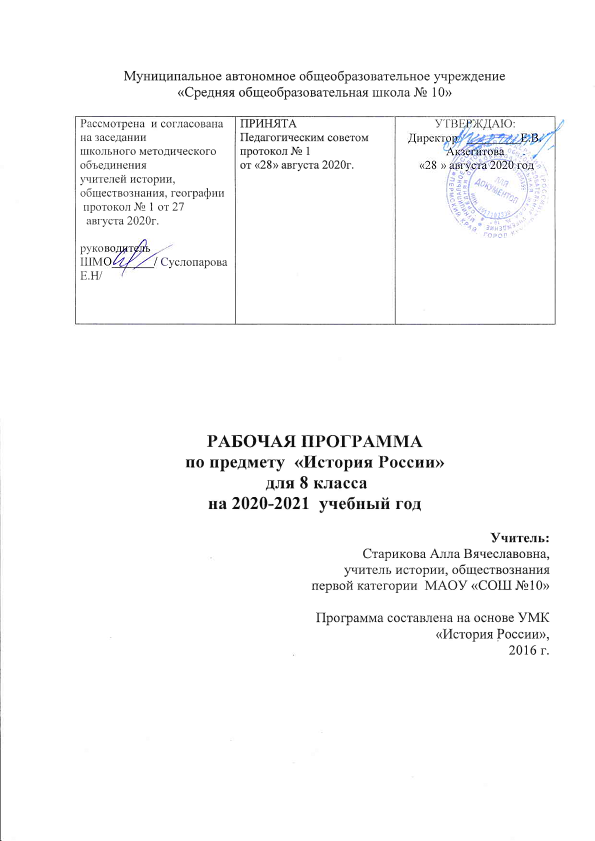 Муниципальное автономное общеобразовательное учреждение
«Средняя общеобразовательная школа № 10»
Рассмотрена и согласована
на заседании
школьного методического
объединения
учителей истории,
обществознания, географии
протокол № 1 от 27
августа 2020г.
руководитель
ШМО_______/ Суслопарова
Е.Н/
ПРИНЯТА
Педагогическим советом
протокол № 1
от «28» августа 2020г.
УТВЕРЖДАЮ:
Директор__________Е.В.
Акзегитова
«28 » августа 2020 год
ДЛЯ
ДОКУМЕНТОВ
РАБОЧАЯ ПРОГРАММА
по предмету «История России»
для 8 класса
на 2020-2021 учебный год
Учитель:
Старикова Алла Вячеславовна,
учитель истории, обществознания
первой категории МАОУ «СОШ №10»
Программа составлена на основе УМК
«История России»,
2016 г.